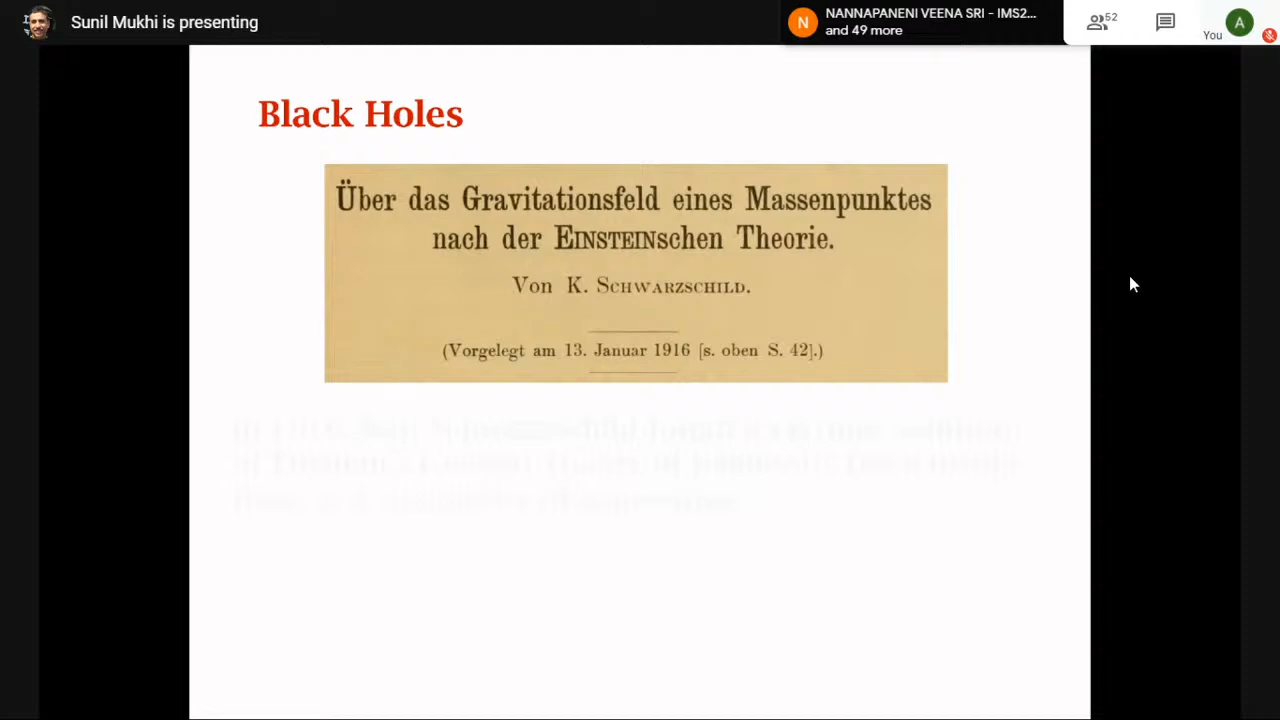 Sunil Mukhi is presenting
N
NANNAPANENI VEENA SRI - IMS2...
and 49 more
52
You
A
Black Holes
Über das Gravitationsfeld eines Massenpunktes
nach der EINSTEINschen Theorie.
Von K. SCHWARZSCHILD.
(Vorgelegt am 13. Januar 1916 [s. oben S. 42].)